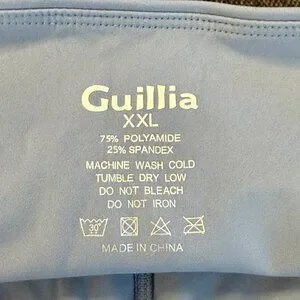 Guillia
XXL
75% POLYAMIDE
25% SPANDEX
MACHINE WASH COLD
TUMBLE DRY LOW
DO NOT BLEACH
DO NOT IRON
30°
MADE IN CHINA